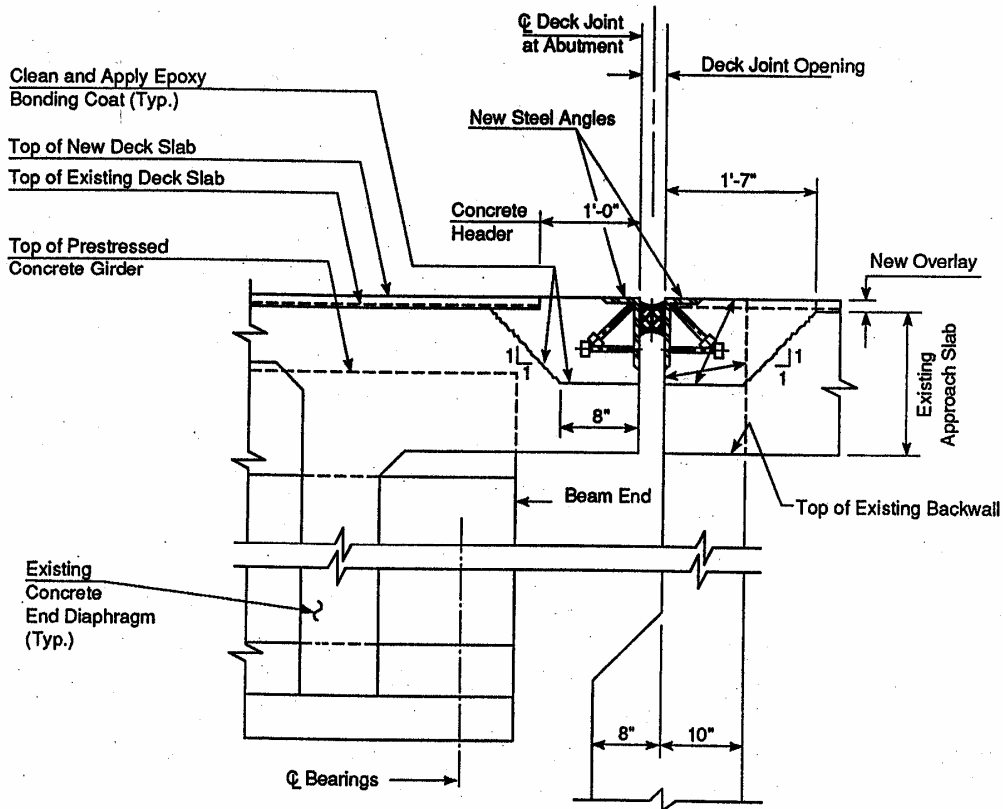 ℄ Deck Joint
at Abutment
Deck Joint Opening
Clean and Apply Epoxy
Bonding Coat (Typ.)
New Steel Angles
Top of New Deck Slab
Top of Existing Deck Slab
1'-7"
Concrete
Header
1'-0"
Top of Prestressed
Concrete Girder
New Overlay
1
1
1
1
Existing
Approach Slab
8"
Beam End
Top of Existing Backwall
Existing
Concrete
End Diaphragm
(Typ.)
8"
10"
℄ Bearings